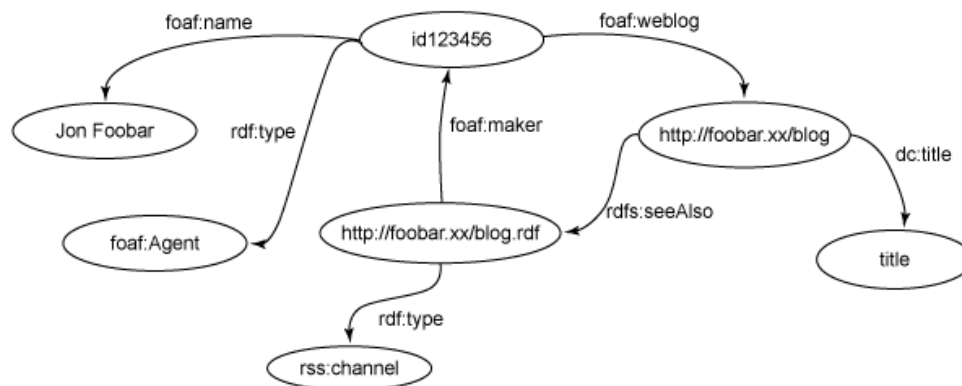 foaf:name
id123456
foaf:weblog
Jon Foobar
rdf:type
foaf:maker
http://foobar.xx/blog
dc:title
rdfs:seeAlso
foaf:Agent
http://foobar.xx/blog.rdf
title
rdf:type
rss:channel